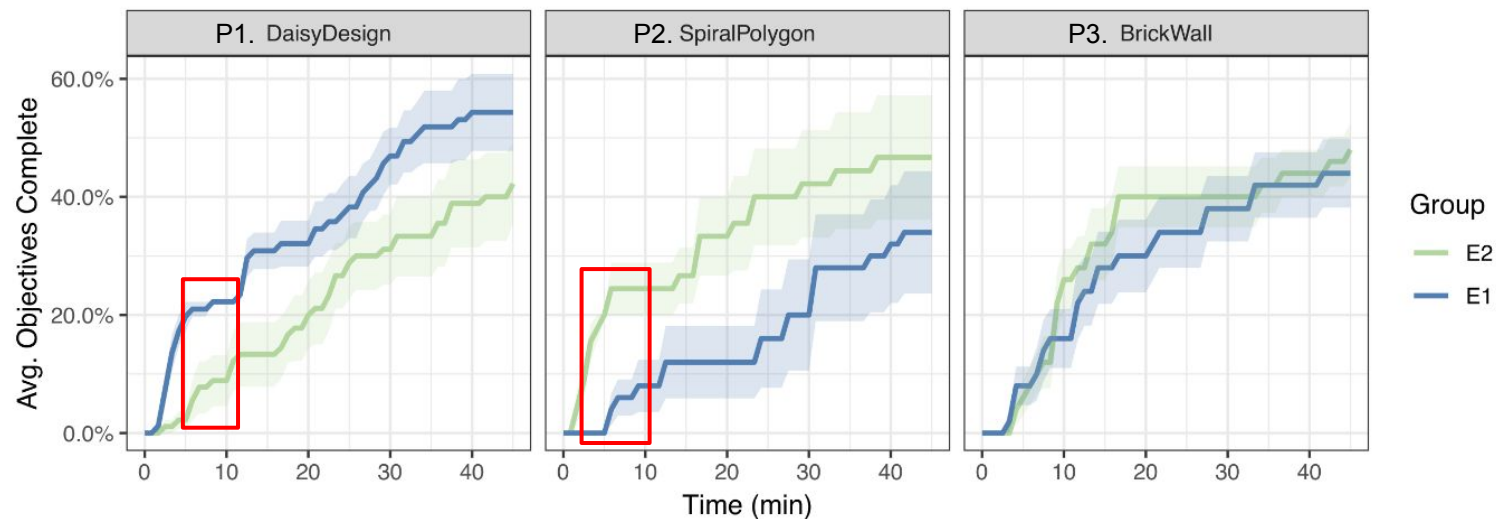 P1. DaisyDesign
P2. SpiralPolygon
P3. BrickWall
Avg. Objectives Complete
60.0%
40.0%
20.0%
0.0%
0 10 20 30 40
0 10 20 30 40
0 10 20 30 40
Time (min)
Group
E2
E1